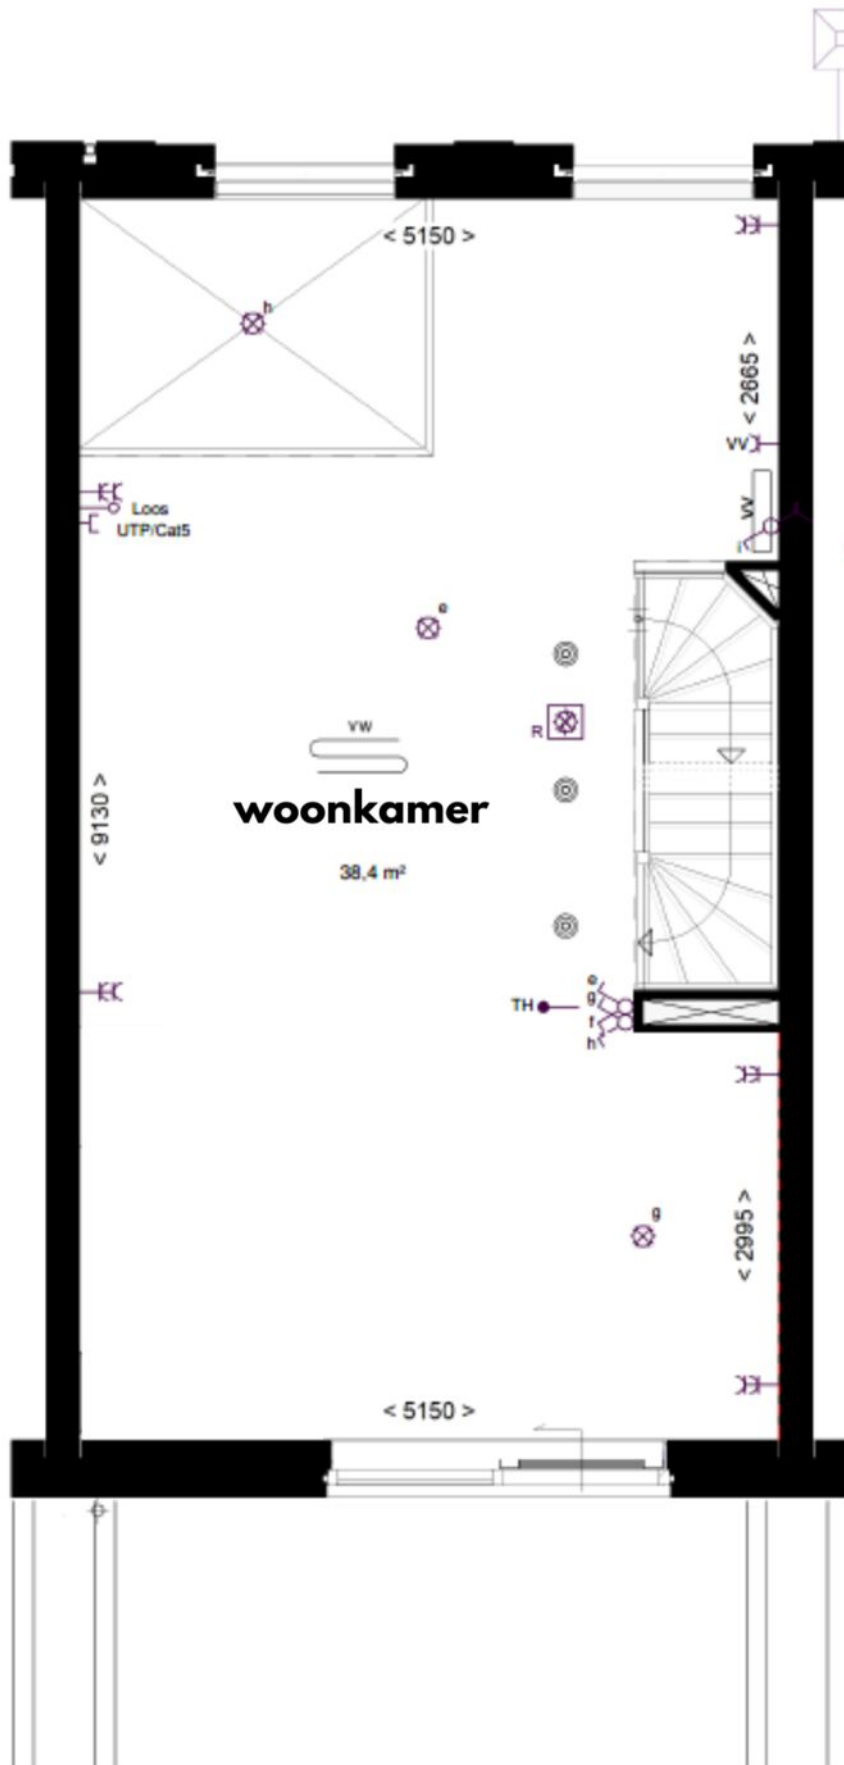 < 5150 >
h
< 2665 >
VV
Loos
UTP/Cat5
VV
i
e
R
VW
woonkamer
< 9130 >
38,4 m²
e
TH
g
f
h
g
< 2995 >
< 5150 >